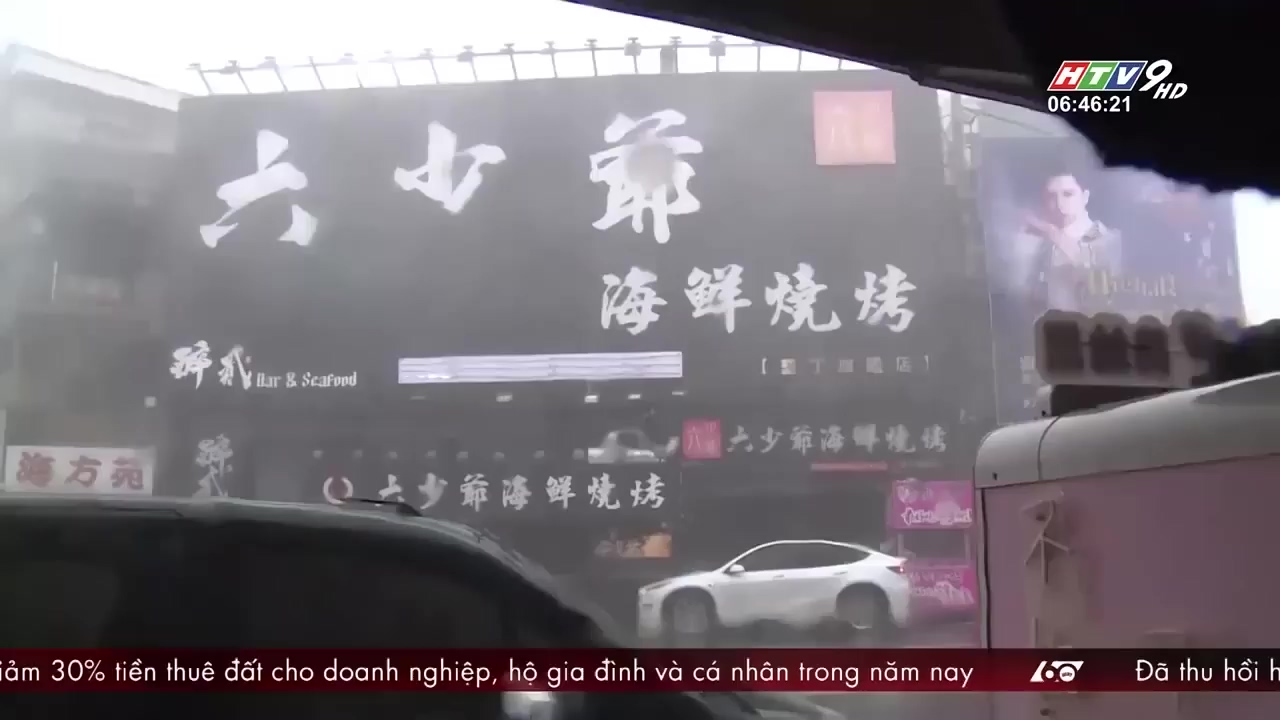 HTV9 HD
06:46:21
六少爺
海鮮燒烤
Bar & Seafood
六少爺海鮮燒烤
六少爺海鮮燒烤
海方苑
iảm 30% tiền thuê đất cho doanh nghiệp, hộ gia đình và cá nhân trong năm nay
60 giây
Đã thu hồi h